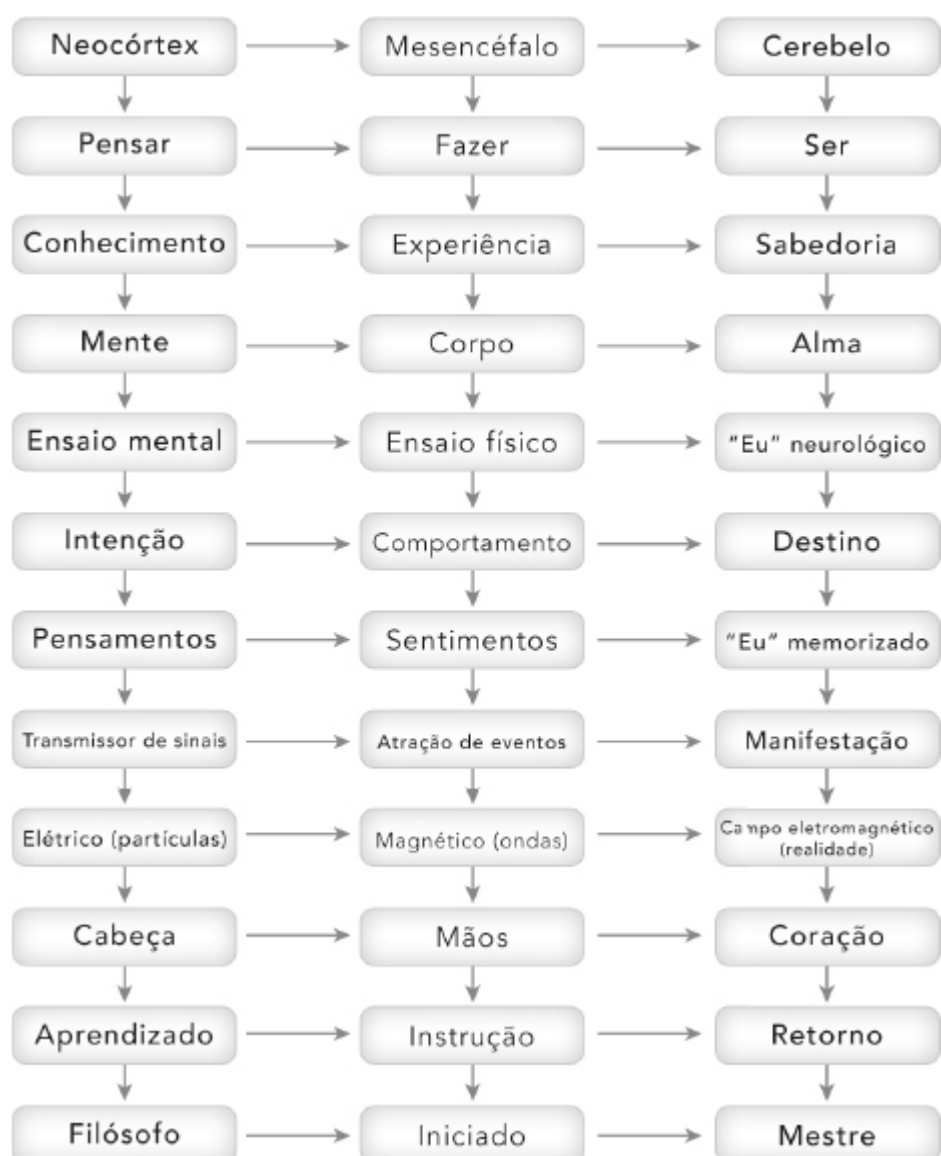 Neocórtex
Mesencéfalo
Cerebelo
Pensar
Fazer
Ser
Conhecimento
Experiência
Sabedoria
Mente
Corpo
Alma
Ensaio mental
Ensaio físico
"Eu" neurológico
Intenção
Comportamento
Destino
Pensamentos
Sentimentos
"Eu" memorizado
Transmissor de sinais
Atração de eventos
Manifestação
Elétrico (partículas)
Magnético (ondas)
Campo eletromagnético
(realidade)
Cabeça
Mãos
Coração
Aprendizado
Instrução
Retorno
Filósofo
Iniciado
Mestre